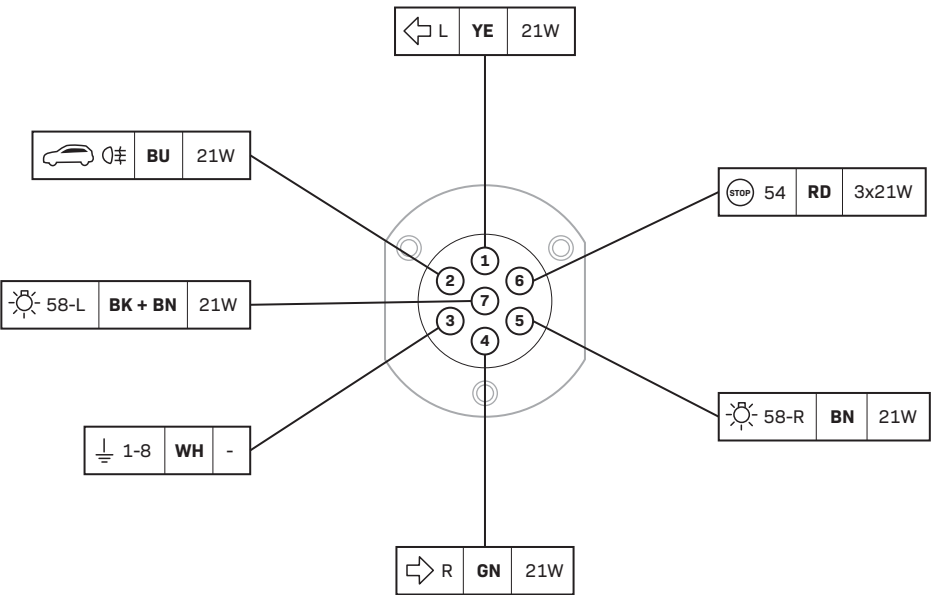 L YE 21W
BU 21W
STOP 54 RD 3x21W
1
2 6
58-L BK + BN 21W
7
3 5
4
58-R BN 21W
1-8 WH -
R GN 21W